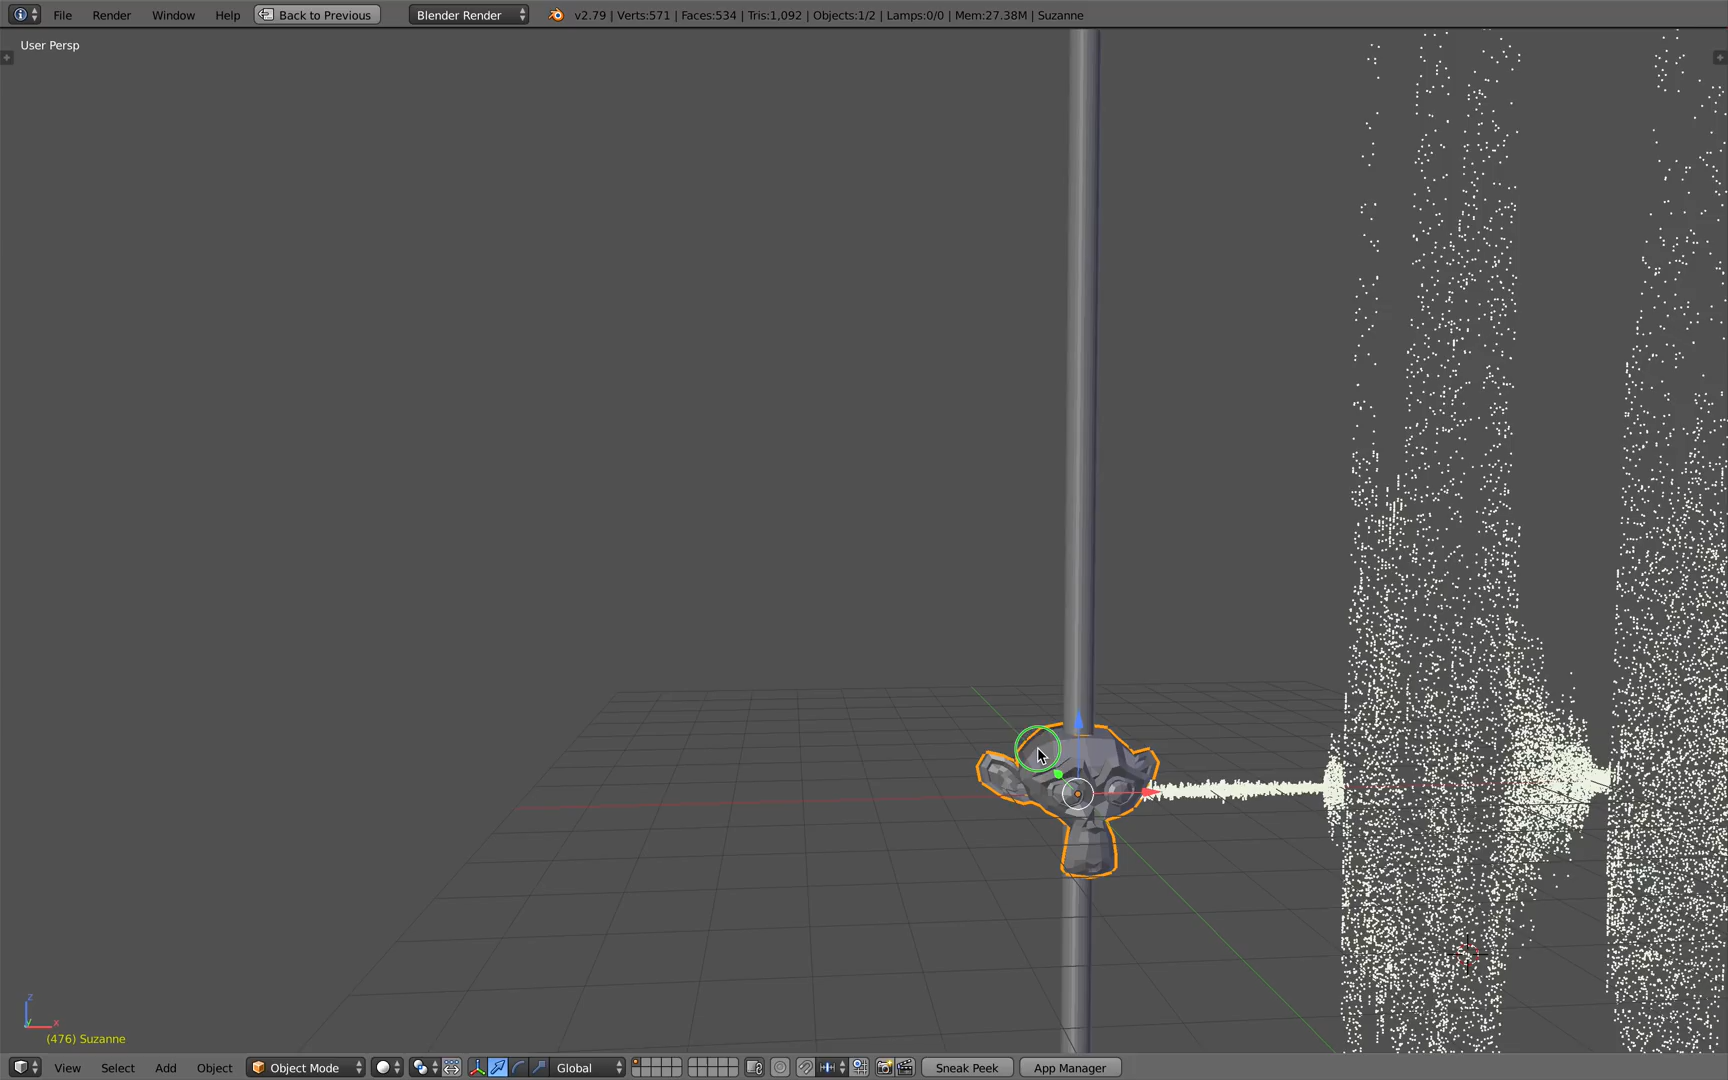 File Render Window Help Back to Previous Blender Render v2.79 | Verts:571 | Faces:534 | Tris:1,092 | Objects:1/2 | Lamps:0/0 | Mem:27.38M | Suzanne
User Persp
z
x
(476) Suzanne
View Select Add Object Object Mode Global Sneak Peek App Manager